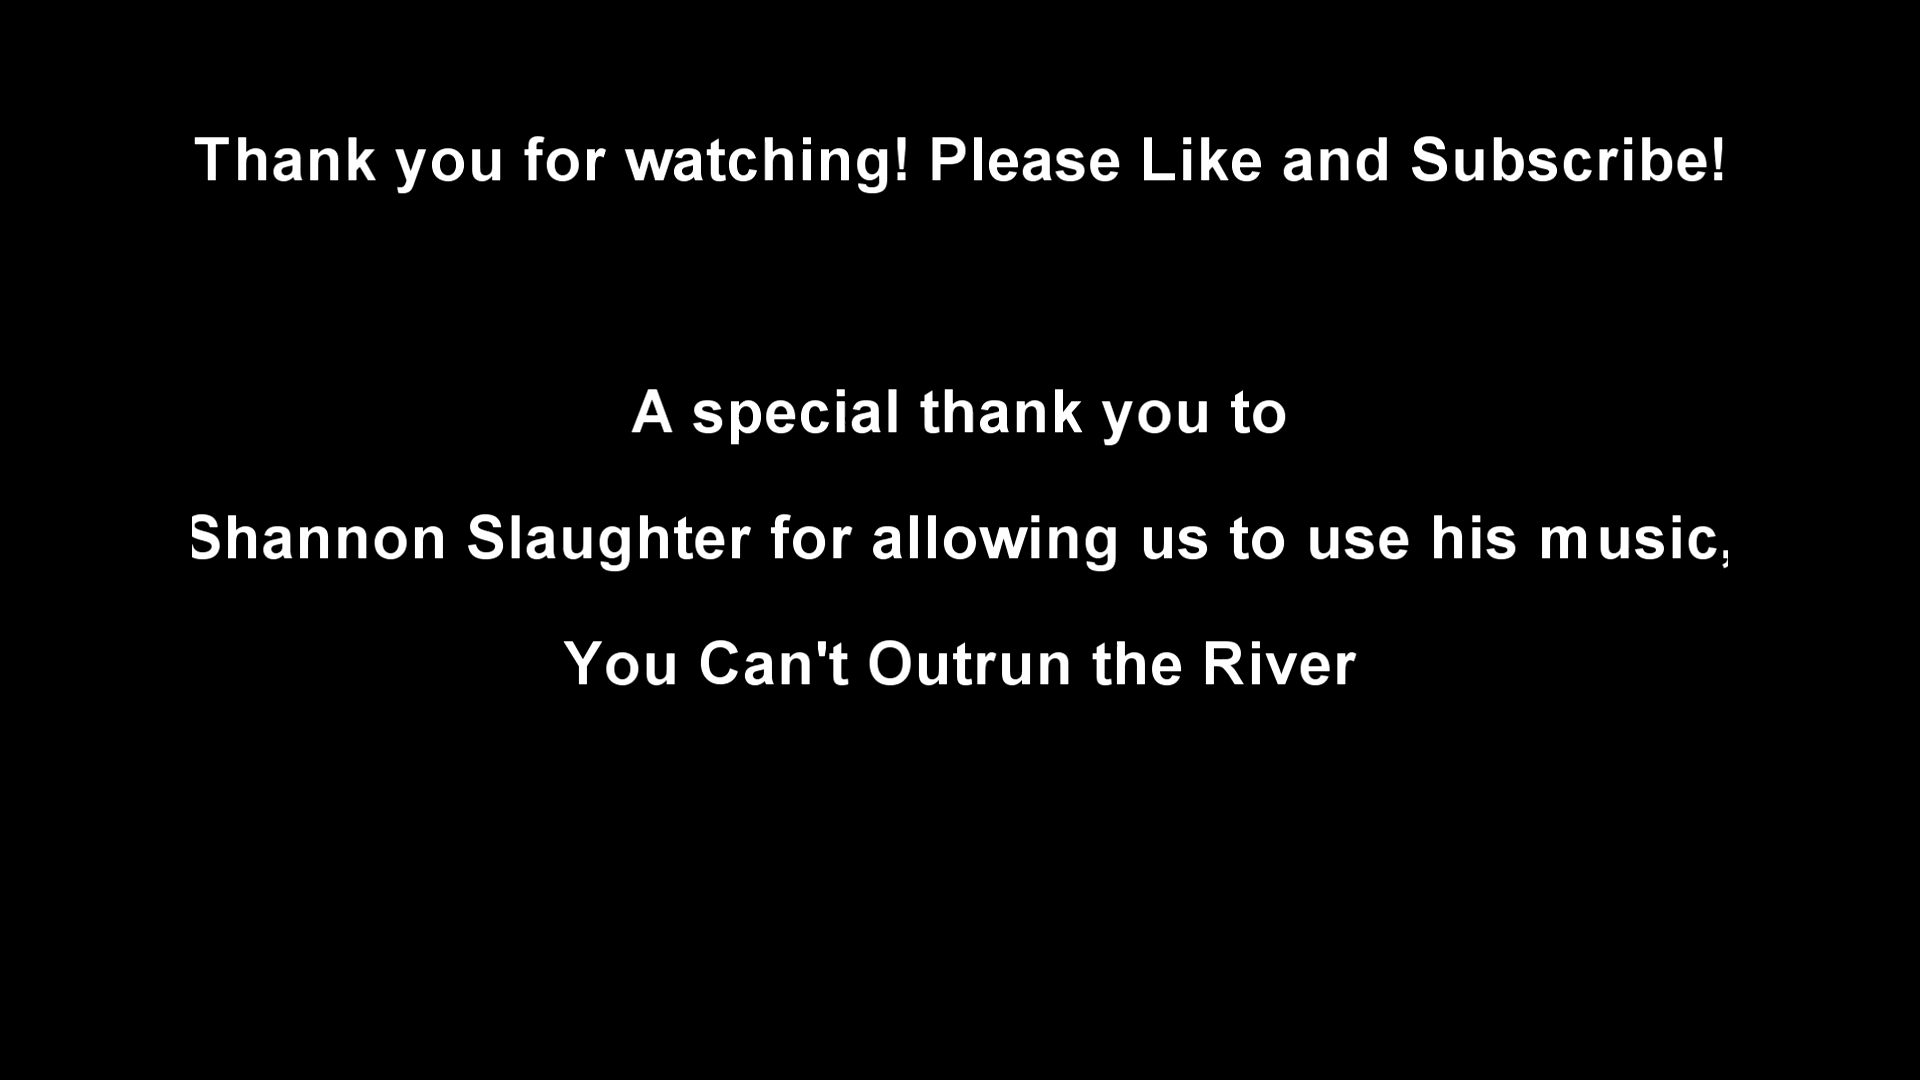 Thank you for watching! Please Like and Subscribe!
A special thank you to
Shannon Slaughter for allowing us to use his music,
You Can't Outrun the River